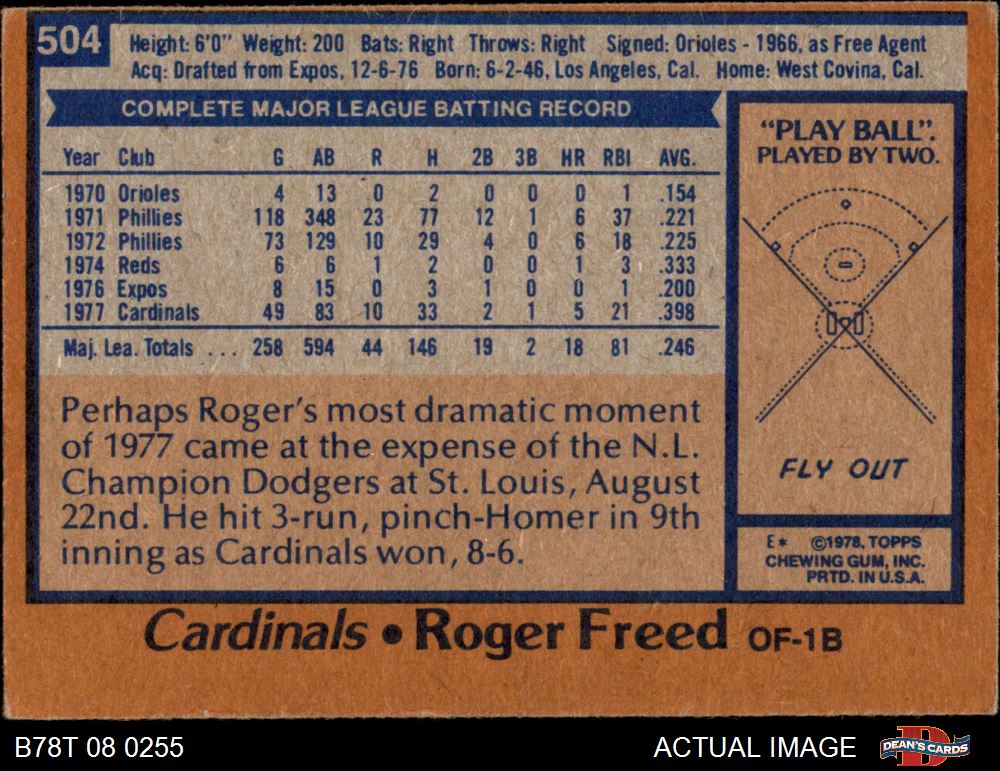 504
Height: 6'0" Weight: 200 Bats: Right Throws: Right Signed: Orioles - 1966, as Free Agent
Acq: Drafted from Expos, 12-6-76 Born: 6-2-46, Los Angeles, Cal. Home: West Covina, Cal.
COMPLETE MAJOR LEAGUE BATTING RECORD
Year Club G AB R H 2B 3B HR RBI AVG.
1970 Orioles 4 13 0 2 0 0 0 1 .154
1971 Phillies 118 348 23 77 12 1 6 37 .221
1972 Phillies 73 129 10 29 4 0 6 18 .225
1974 Reds 6 6 1 2 0 0 1 3 .333
1976 Expos 8 15 0 3 1 0 0 1 .200
1977 Cardinals 49 83 10 33 2 1 5 21 .398
Maj. Lea. Totals ... 258 594 44 146 19 2 18 81 .246
Perhaps Roger's most dramatic moment
of 1977 came at the expense of the N.L.
Champion Dodgers at St. Louis, August
22nd. He hit 3-run, pinch-Homer in 9th
inning as Cardinals won, 8-6.
"PLAY BALL".
PLAYED BY TWO.
FLY OUT
E* ©1978, TOPPS
CHEWING GUM, INC.
PRTD. IN U.S.A.
Cardinals • Roger Freed OF-1B
B78T 08 0255
ACTUAL IMAGE
DEAN'S CARDS